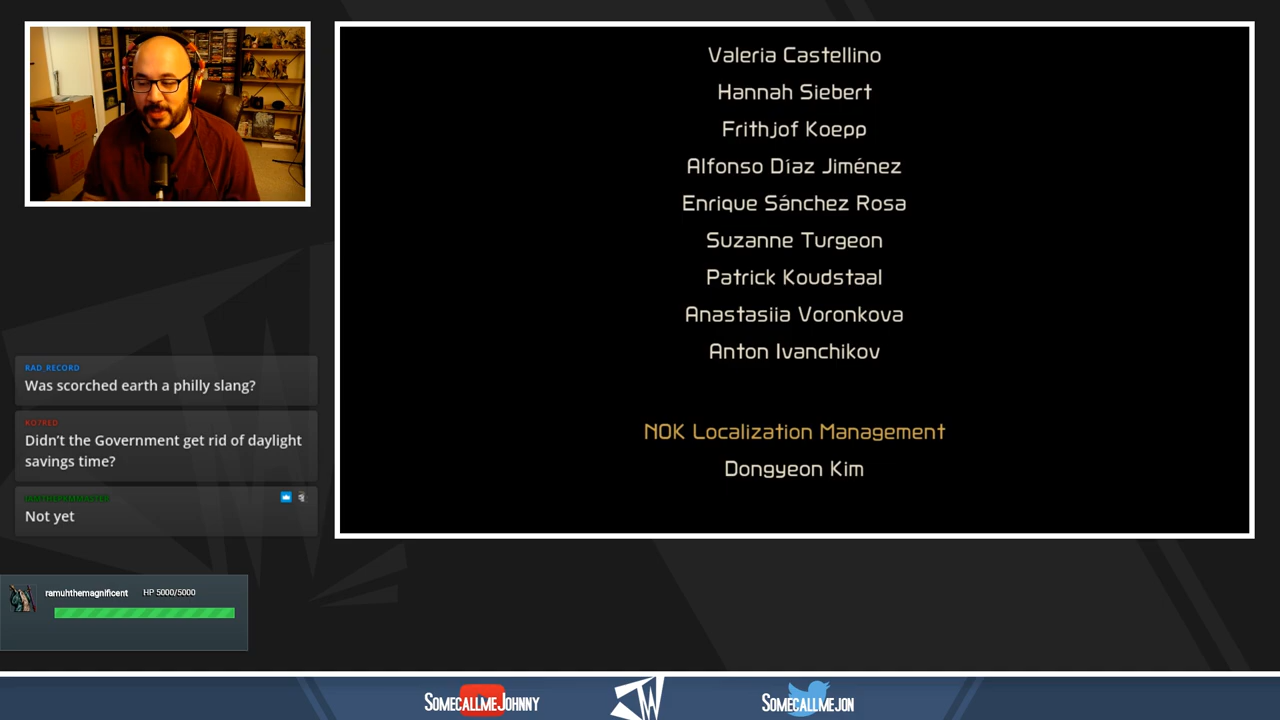 Valeria Castellino
Hannah Siebert
Frithjof Koepp
Alfonso Díaz Jiménez
Enrique Sánchez Rosa
Suzanne Turgeon
Patrick Koudstaal
Anastasiia Voronkova
Anton Ivanchikov
NOK Localization Management
Dongyeon Kim
RAD_RECORD
Was scorched earth a philly slang?
KO7RED
Didn't the Government get rid of daylight
savings time?
Not yet
ramuhthemagnificent HP 5000/5000
SomecallmeJohnny
Somecallmejon